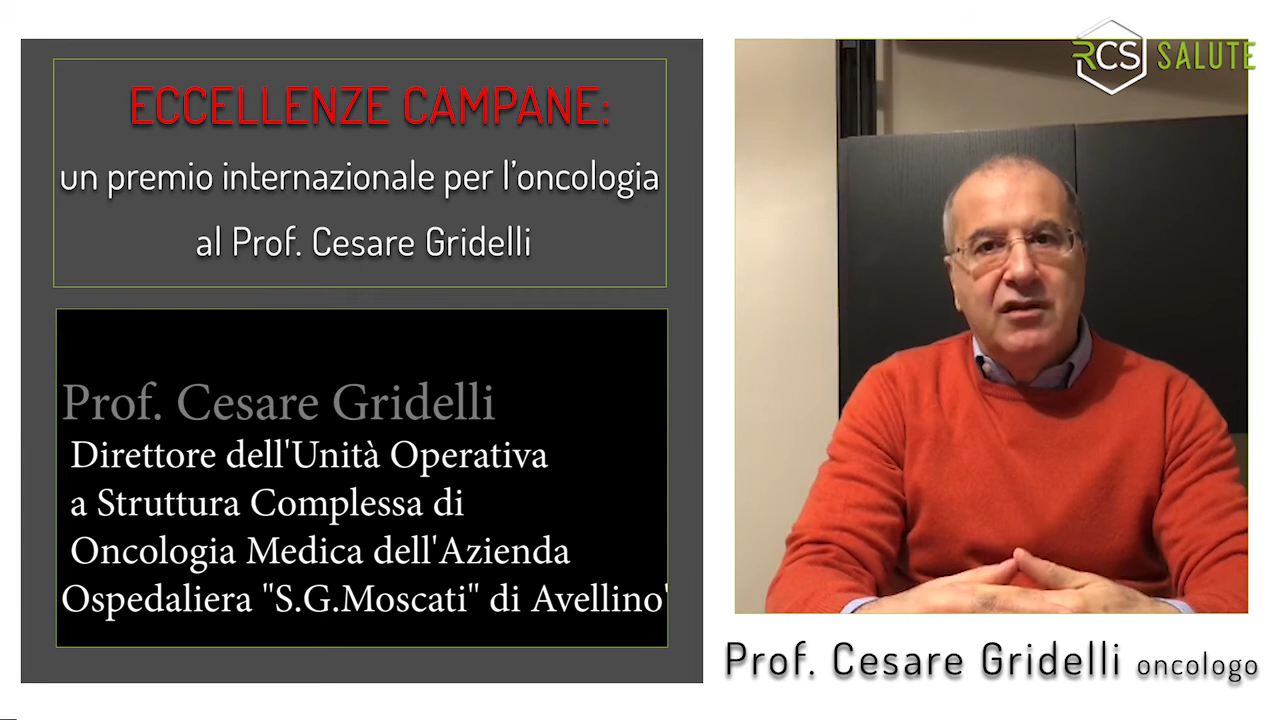 RCS SALUTE
ECCELLENZE CAMPANE:
un premio internazionale per l’oncologia
al Prof. Cesare Gridelli
Prof. Cesare Gridelli
Direttore dell'Unità Operativa
a Struttura Complessa di
Oncologia Medica dell'Azienda
Ospedaliera "S.G.Moscati" di Avellino'
Prof. Cesare Gridelli oncologo